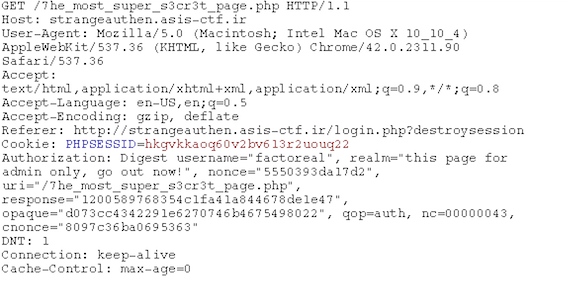 GET /7he_most_super_s3cr3t_page.php HTTP/1.1
Host: strangeauthen.asis-ctf.ir
User-Agent: Mozilla/5.0 (Macintosh; Intel Mac OS X 10_10_4)
AppleWebKit/537.36 (KHTML, like Gecko) Chrome/42.0.2311.90
Safari/537.36
Accept:
text/html,application/xhtml+xml,application/xml;q=0.9,*/*;q=0.8
Accept-Language: en-US,en;q=0.5
Accept-Encoding: gzip, deflate
Referer: http://strangeauthen.asis-ctf.ir/login.php?destroysession
Cookie: PHPSESSID=hkgvkkaoq60v2bv613r2uouq22
Authorization: Digest username="factoreal", realm="this page for
admin only, go out now!", nonce="5550393da17d2",
uri="/7he_most_super_s3cr3t_page.php",
response="1200589768354c1fa41a844678de1e47",
opaque="d073cc4342291e6270746b4675498022", qop=auth, nc=00000043,
cnonce="8097c36ba0695363"
DNT: 1
Connection: keep-alive
Cache-Control: max-age=0